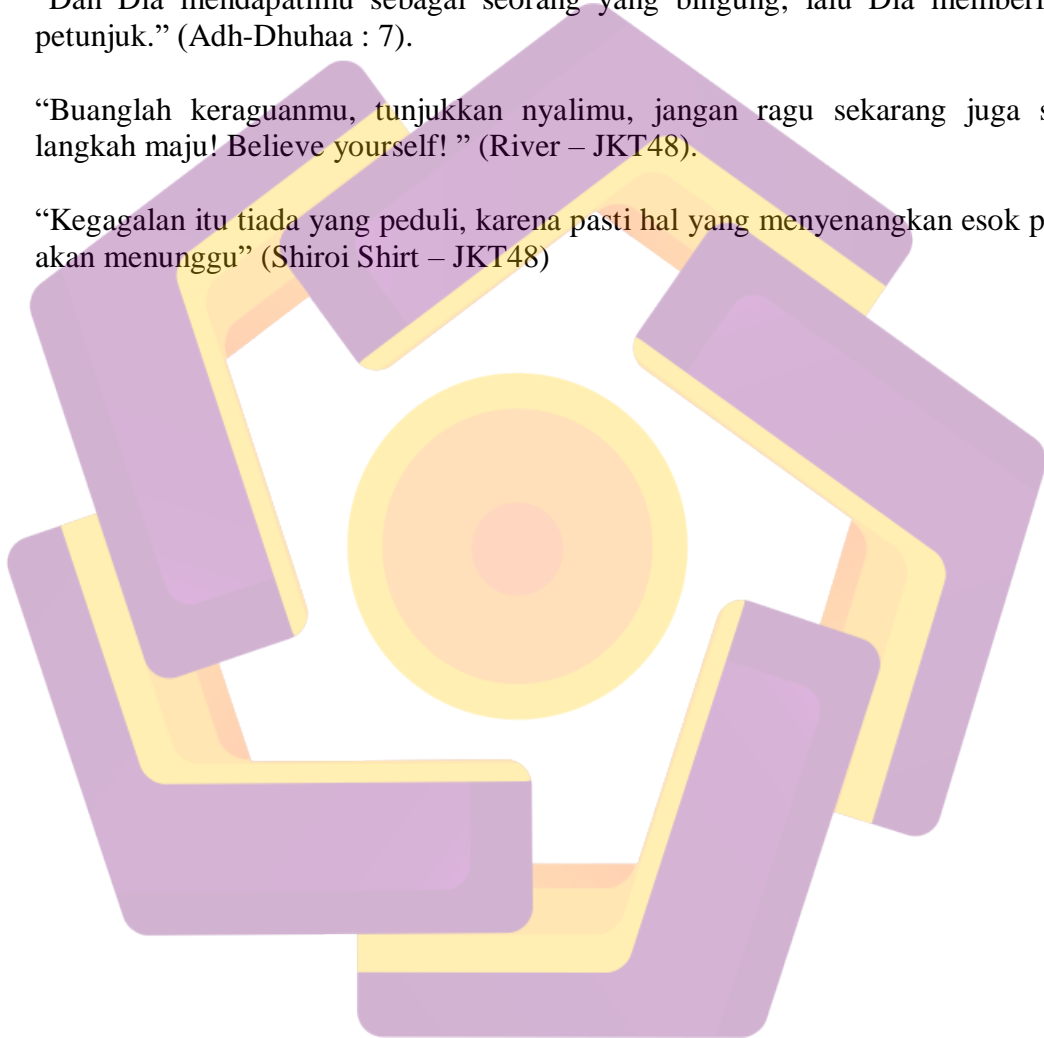 “Dan Dia mendapatimu sebagai seorang yang bingung, lalu Dia
petunjuk.” (Adh-Dhuhaa : 7).
“Buanglah keraguanmu, tunjukkan nyalimu, jangan ragu sekarang juga
langkah maju! Believe yourself! ” (River – JKT48).
“Kegagalan itu tiada yang peduli, karena pasti hal yang menyenangkan esok
akan menunggu” (Shiroi Shirt – JKT48)